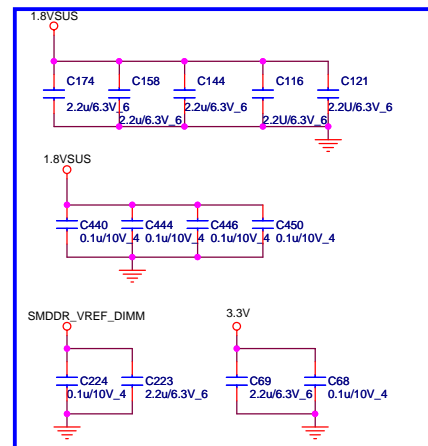 1.8VSUS
C174 C158 C144 C116 C121
2.2u/6.3V_6 2.2u/6.3V_6 2.2U/6.3V_6
2.2u/6.3V_6 2.2U/6.3V_6
1.8VSUS
C440 C444 C446 C450
0.1u/10V_4 0.1u/10V_4 0.1u/10V_4 0.1u/10V_4
SMDDR_VREF_DIMM 3.3V
C224 C223 C69 C68
0.1u/10V_4 2.2u/6.3V_6 2.2u/6.3V_6 0.1u/10V_4